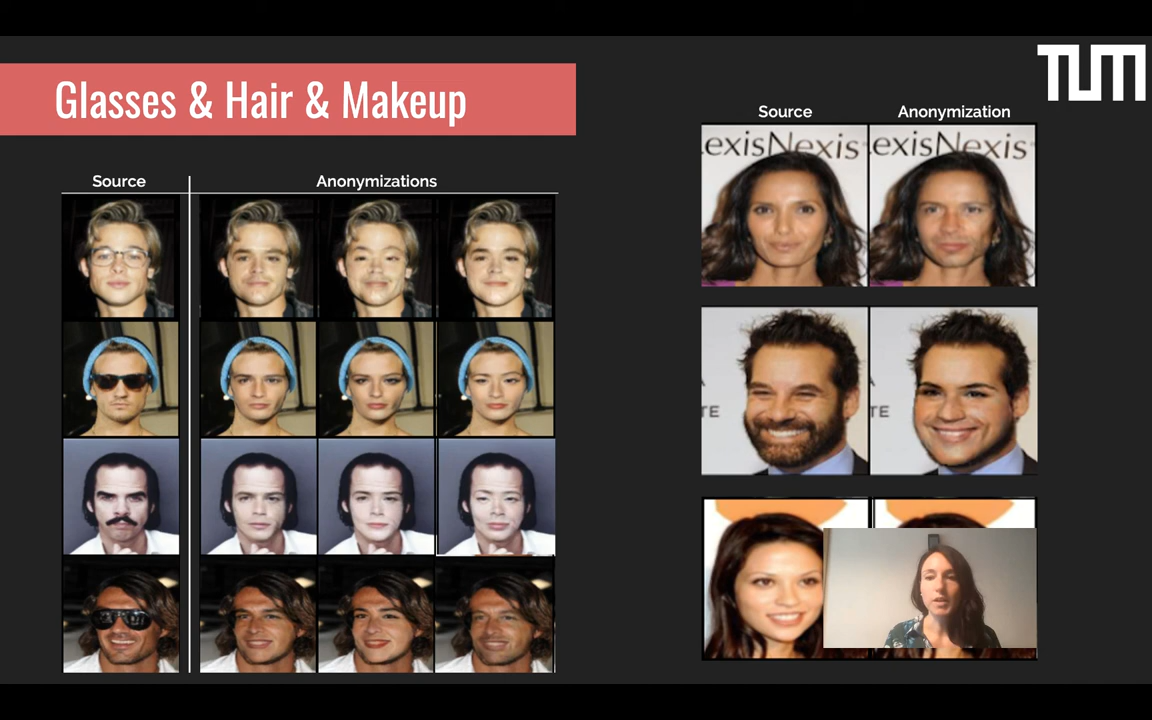 Glasses & Hair & Makeup
TUM
Source
Anonymizations
Source
Anonymization
exisNexis
exisNexis
TE
TE